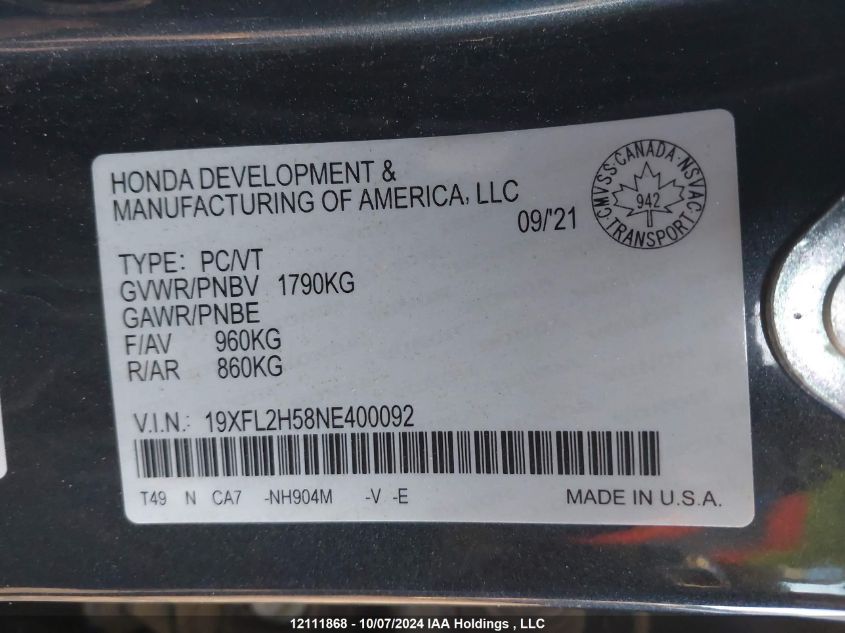 HONDA DEVELOPMENT &
MANUFACTURING OF AMERICA, LLC
09/'21
CMVSS·CANADA·NSVAC
942
TRANSPORT
TYPE: PC/VT
GVWR/PNBV 1790KG
GAWR/PNBE
F/AV 960KG
R/AR 860KG
V.I.N.: 19XFL2H58NE400092
T49 N CA7 -NH904M -V -E
MADE IN U.S.A.
12111868 - 10/07/2024 IAA Holdings , LLC